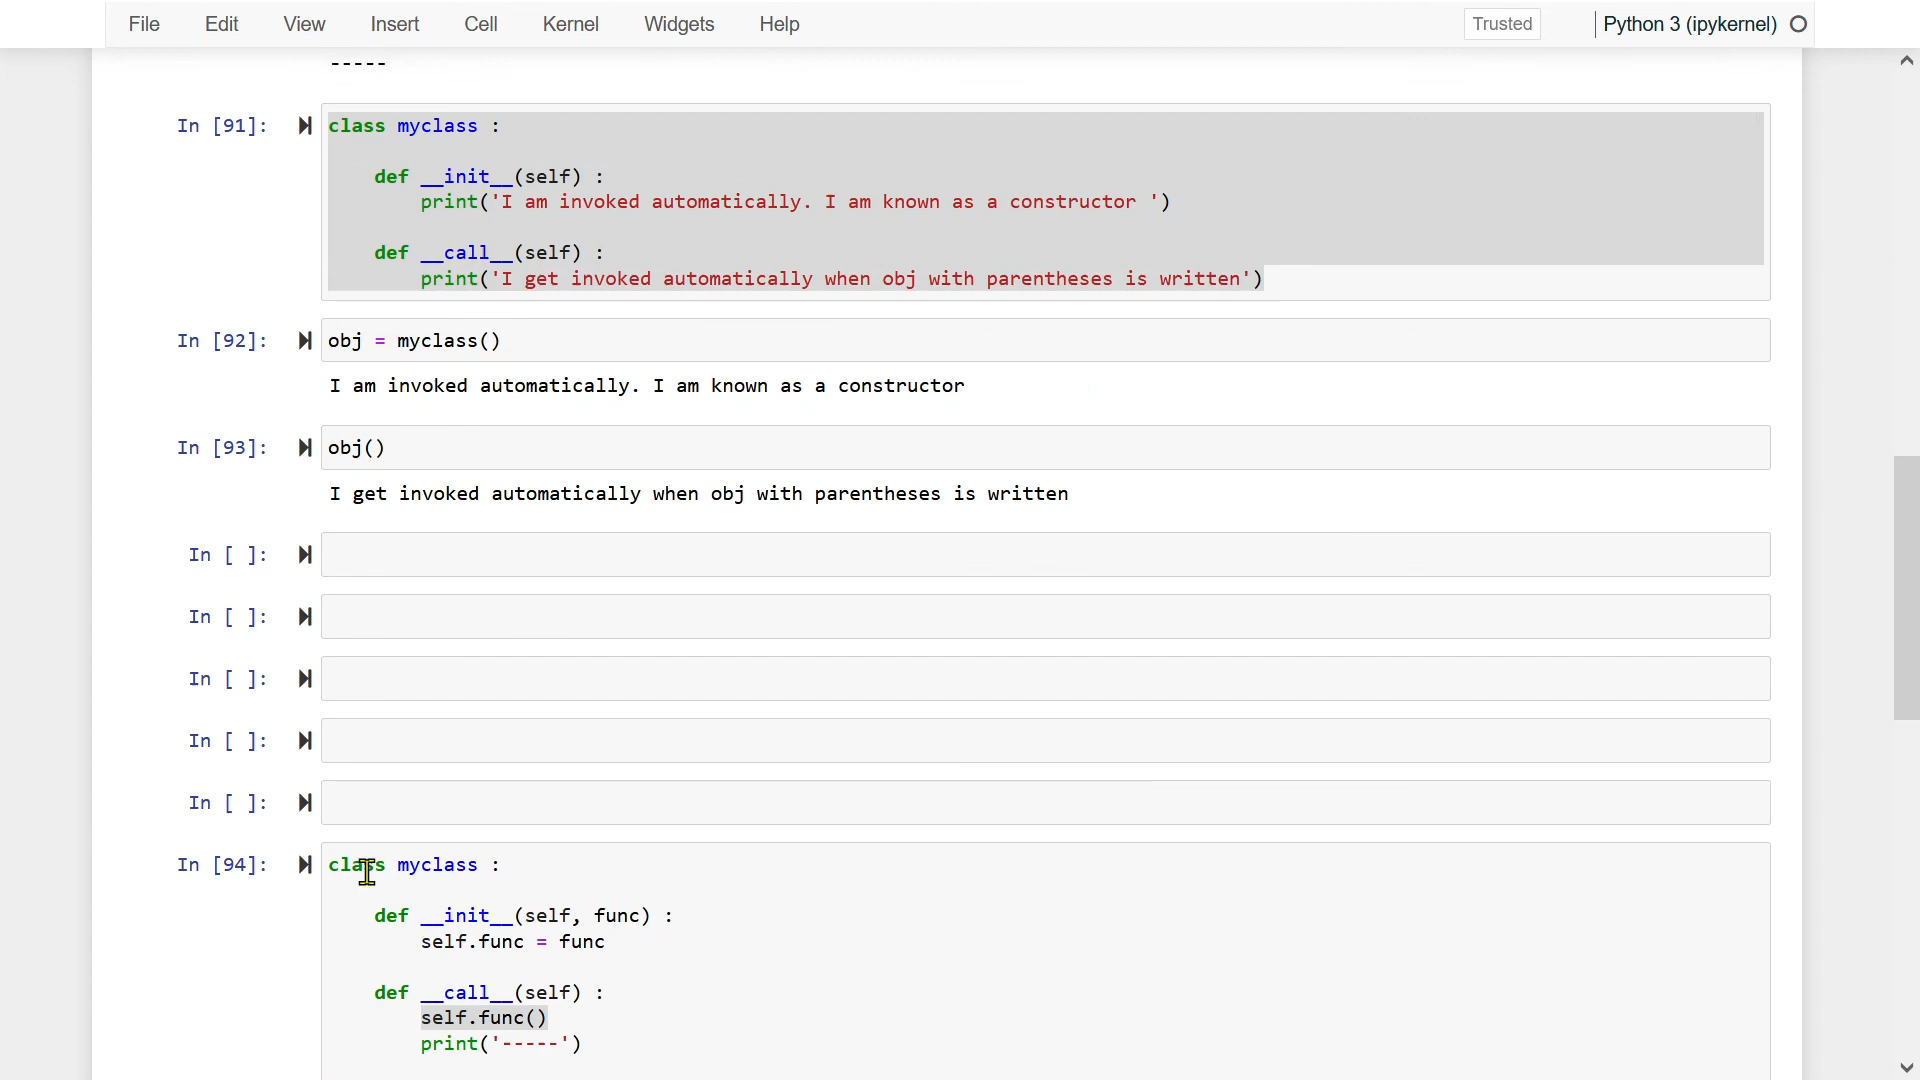 File Edit View Insert Cell Kernel Widgets Help Trusted Python 3 (ipykernel)
-----
In [91]: class myclass :
def __init__(self) :
print('I am invoked automatically. I am known as a constructor ')
def __call__(self) :
print('I get invoked automatically when obj with parentheses is written')
In [92]: obj = myclass()
I am invoked automatically. I am known as a constructor
In [93]: obj()
I get invoked automatically when obj with parentheses is written
In [ ]:
In [ ]:
In [ ]:
In [ ]:
In [ ]:
In [94]: class myclass :
def __init__(self, func) :
self.func = func
def __call__(self) :
self.func()
print('-----')